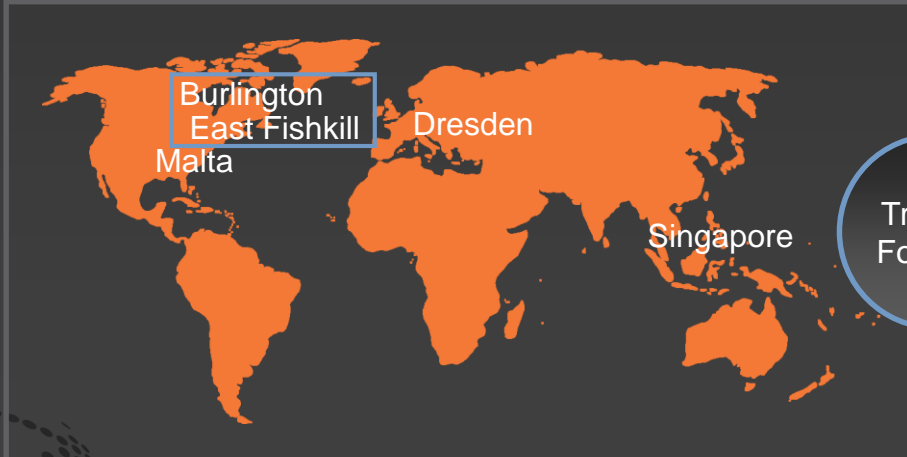 Burlington
East Fishkill
Malta
Dresden
Singapore